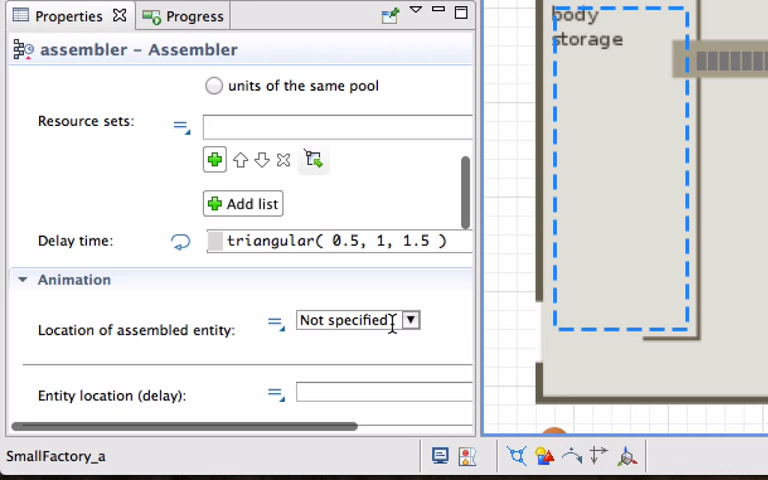 Properties
Progress
assembler – Assembler
units of the same pool
Resource sets:
Add list
Delay time:
triangular( 0.5, 1, 1.5 )
Animation
Location of assembled entity:
Not specified
Entity location (delay):
SmallFactory_a
body
storage